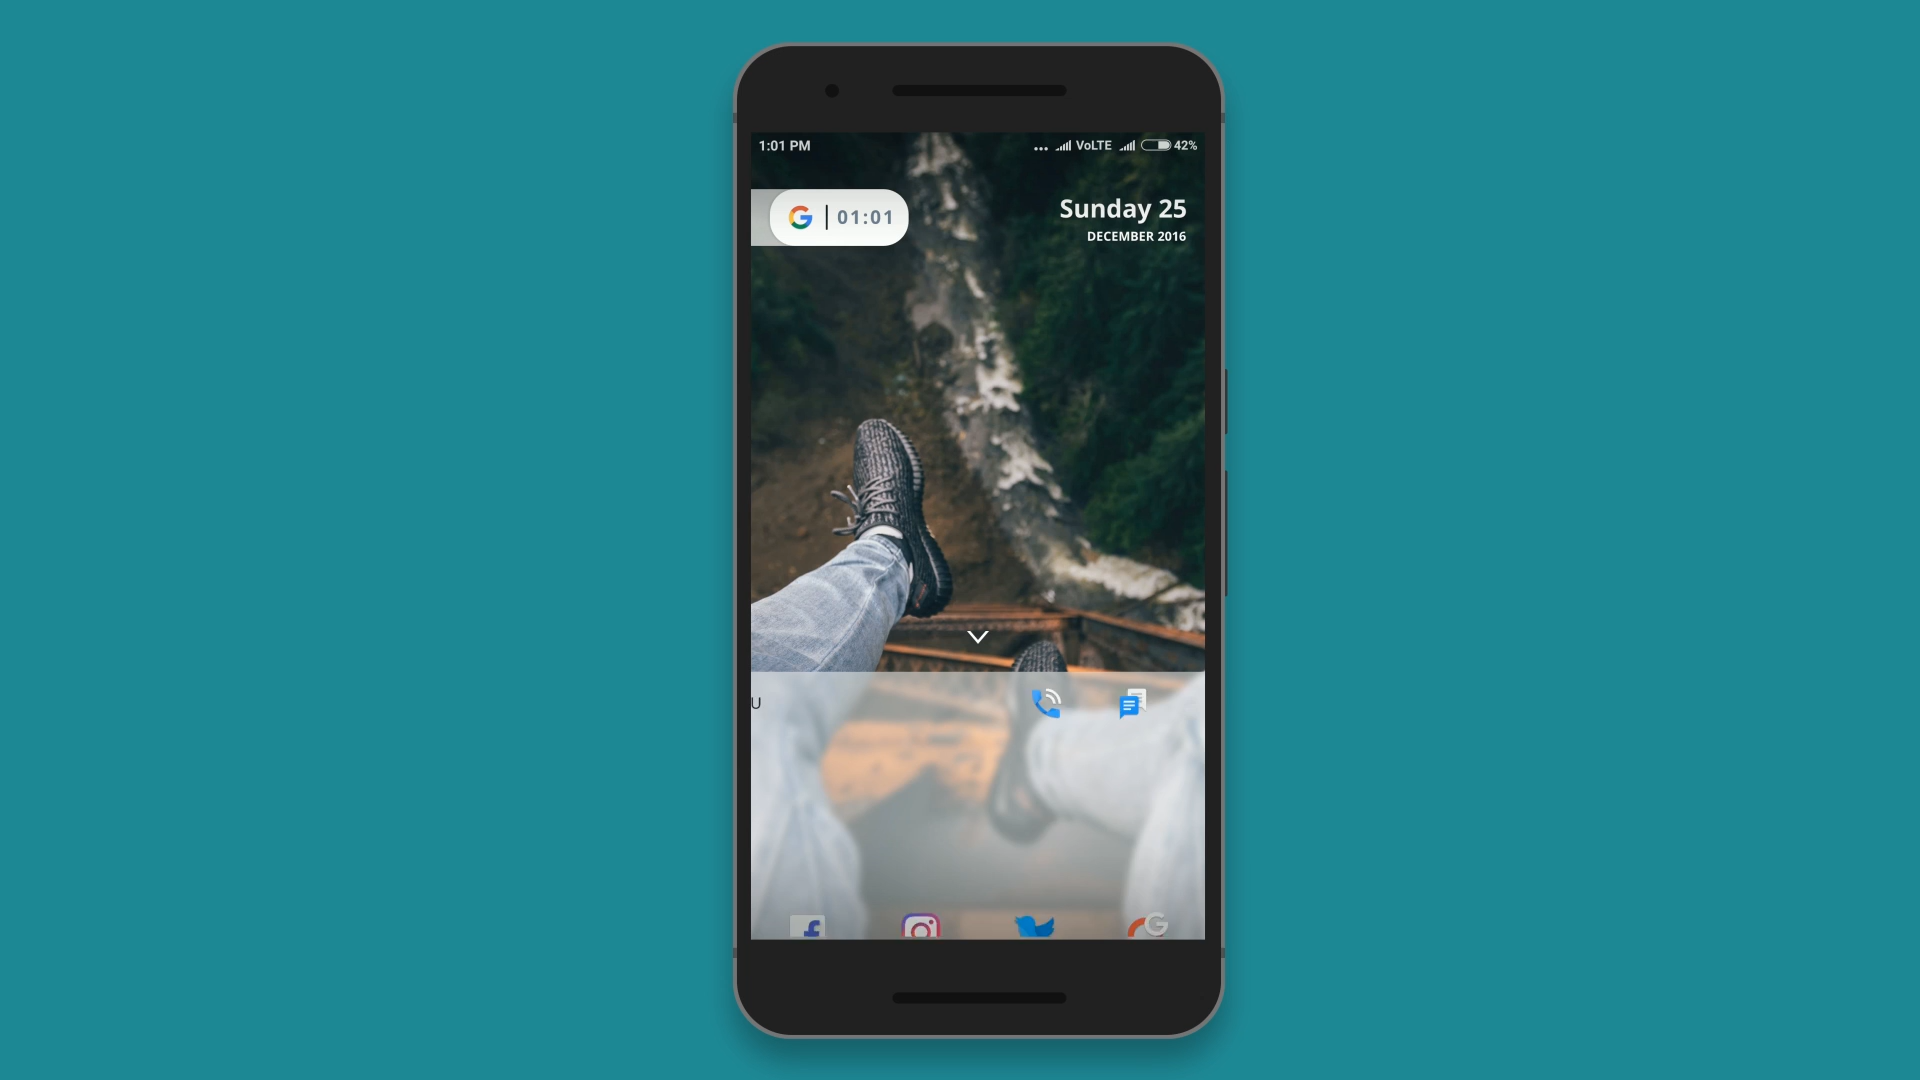 1:01 PM
VoLTE
42%
G | 01:01
Sunday 25
DECEMBER 2016
U